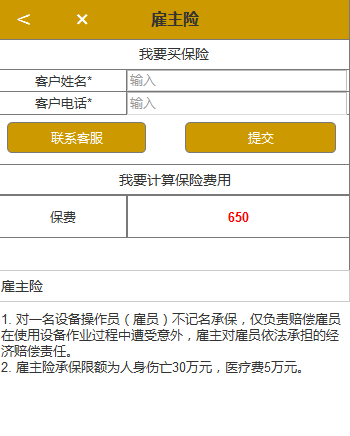 雇主险
我要买保险
客户姓名* 输入
客户电话* 输入
联系客服 提交
我要计算保险费用
保费 650
雇主险
1. 对一名设备操作员（雇员）不记名承保，仅负责赔偿雇员
在使用设备作业过程中遭受意外，雇主对雇员依法承担的经
济赔偿责任。
2. 雇主险承保限额为人身伤亡30万元，医疗费5万元。